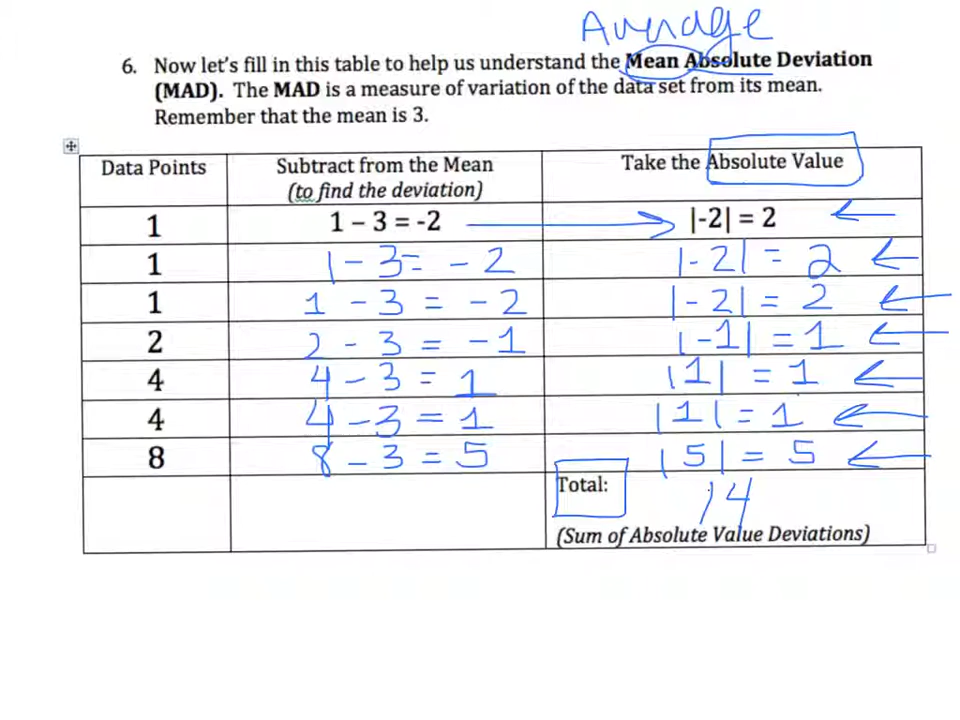 Average
6. Now let's fill in this table to help us understand the Mean Absolute Deviation
(MAD). The MAD is a measure of variation of the data set from its mean.
Remember that the mean is 3.
Data Points Subtract from the Mean Take the Absolute Value
(to find the deviation)
1 1 – 3 = -2 |-2| = 2
1 1 – 3 = -2 |-2| = 2
1 1 – 3 = -2 |-2| = 2
2 2 – 3 = -1 |-1| = 1
4 4 – 3 = 1 |1| = 1
4 4 – 3 = 1 |1| = 1
8 8 – 3 = 5 |5| = 5
Total: 14
(Sum of Absolute Value Deviations)